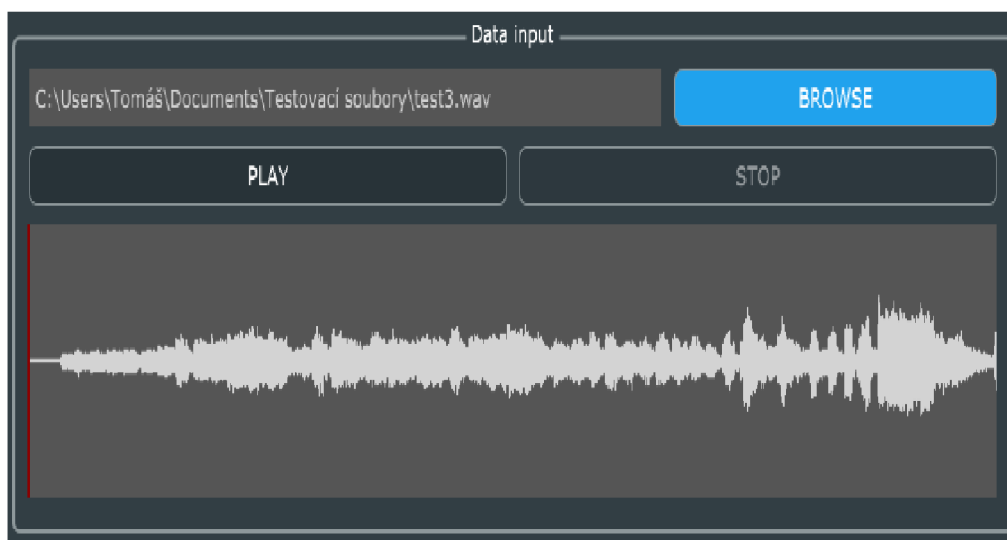 Data input
C:\Users\Tomáš\Documents\Testovací soubory\test3.wav
BROWSE
PLAY
STOP